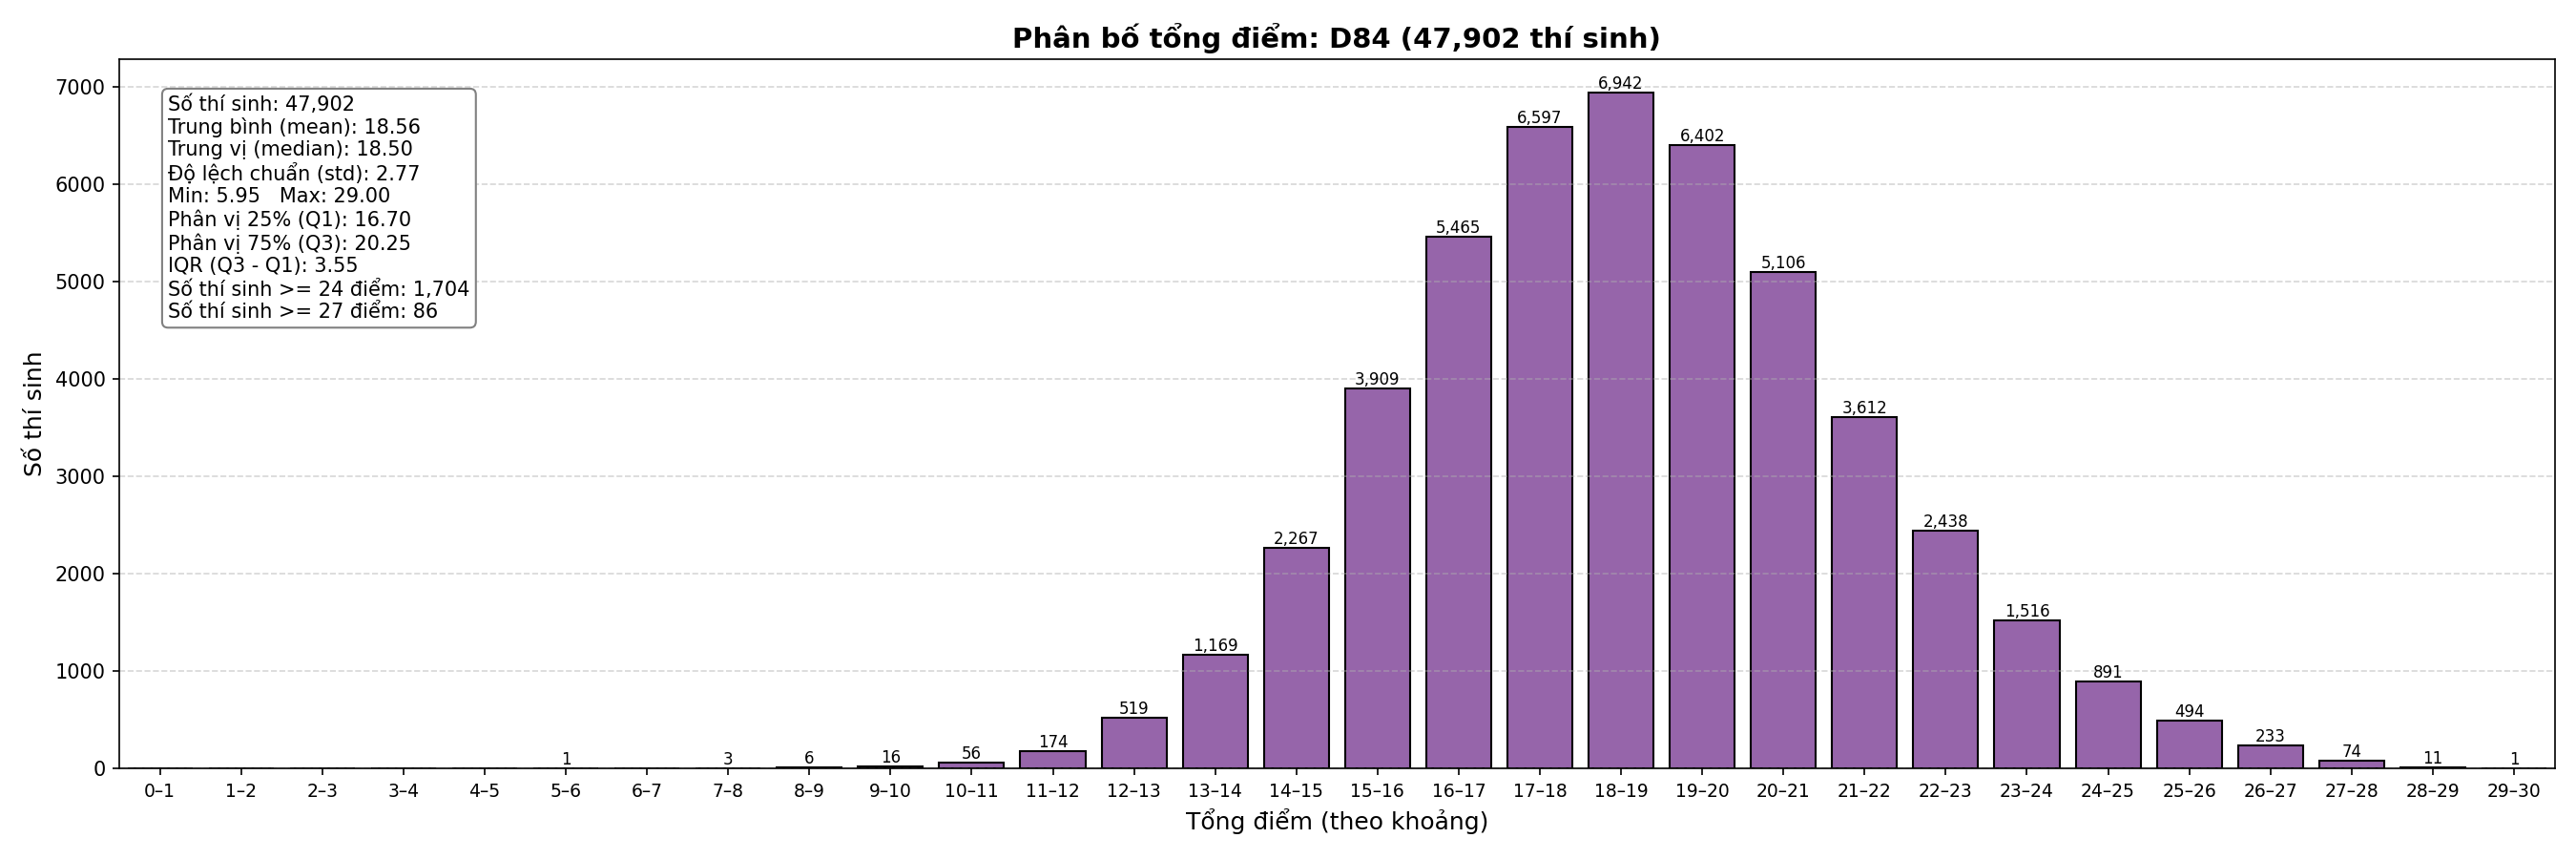 Phân bố tổng điểm: D84 (47,902 thí sinh)
Số thí sinh: 47,902
Trung bình (mean): 18.56
Trung vị (median): 18.50
Độ lệch chuẩn (std): 2.77
Min: 5.95   Max: 29.00
Phân vị 25% (Q1): 16.70
Phân vị 75% (Q3): 20.25
IQR (Q3 - Q1): 3.55
Số thí sinh >= 24 điểm: 1,704
Số thí sinh >= 27 điểm: 86
Số thí sinh
7000
6000
5000
4000
3000
2000
1000
0
1
3
6
16
56
174
519
1,169
2,267
3,909
5,465
6,597
6,942
6,402
5,106
3,612
2,438
1,516
891
494
233
74
11
1
0–1 1–2 2–3 3–4 4–5 5–6 6–7 7–8 8–9 9–10 10–11 11–12 12–13 13–14 14–15 15–16 16–17 17–18 18–19 19–20 20–21 21–22 22–23 23–24 24–25 25–26 26–27 27–28 28–29 29–30
Tổng điểm (theo khoảng)